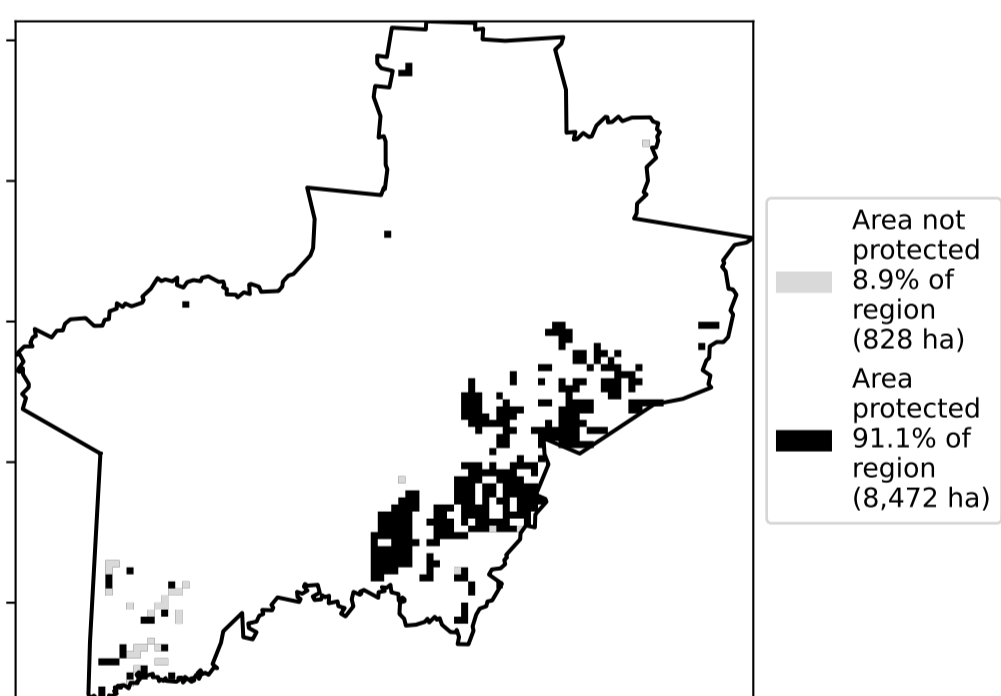 Area not
protected
8.9% of
region
(828 ha)
Area
protected
91.1% of
region
(8,472 ha)